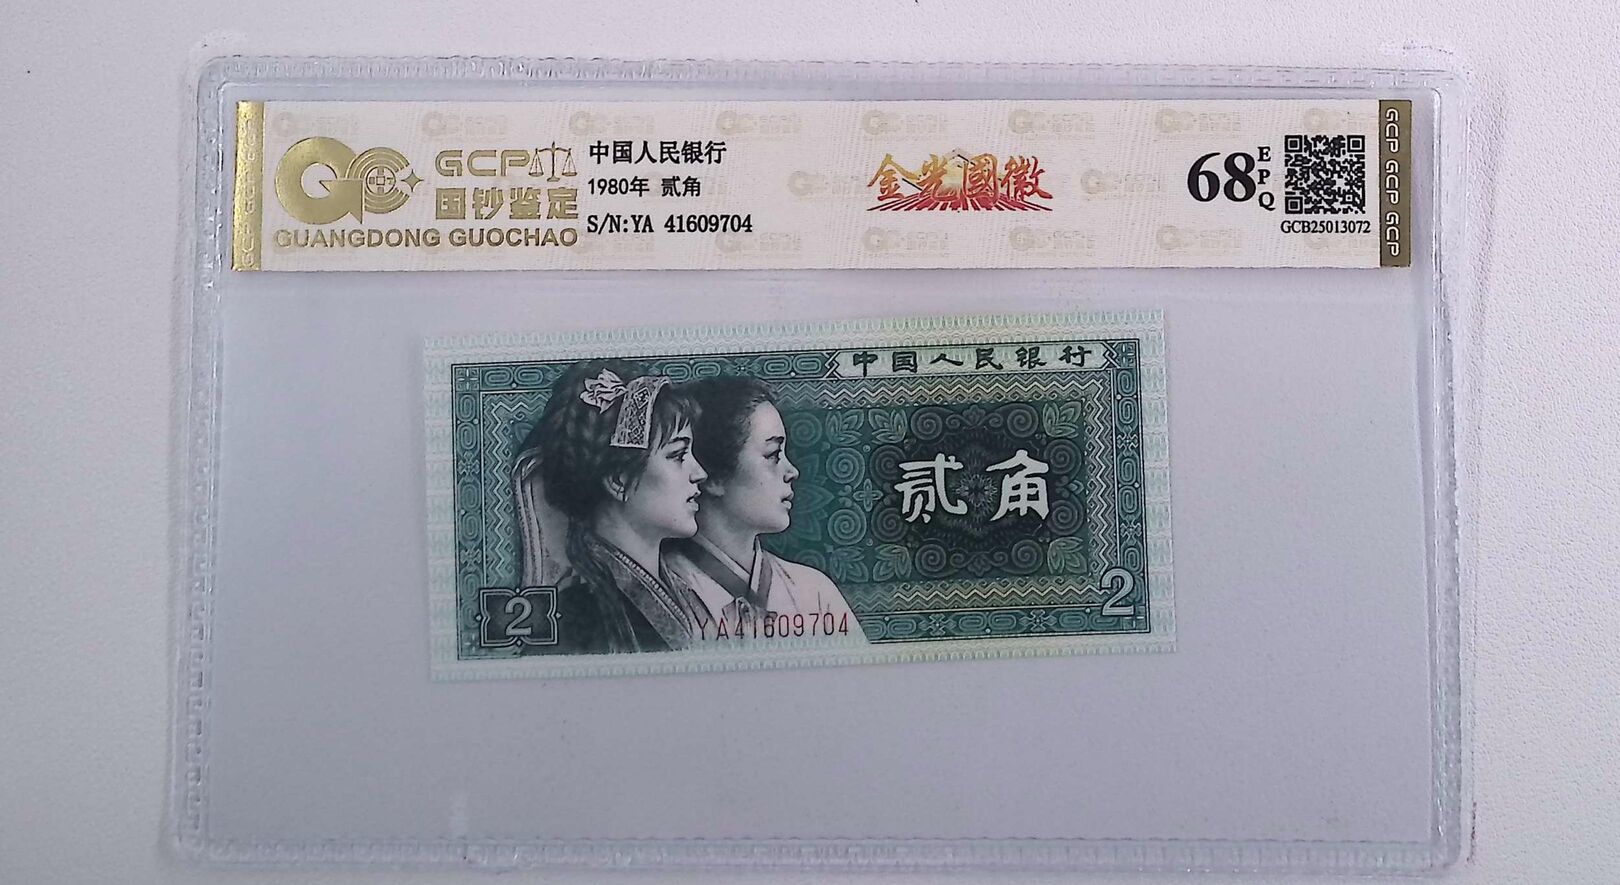 GCP
国钞鉴定
GUANGDONG GUOCHAO
中国人民银行
1980年 贰角
S/N:YA 41609704
金光國徽
68
EPQ
GCB25013072
GCP GCP GCP
中国人民银行
贰角
2
2
YA41609704